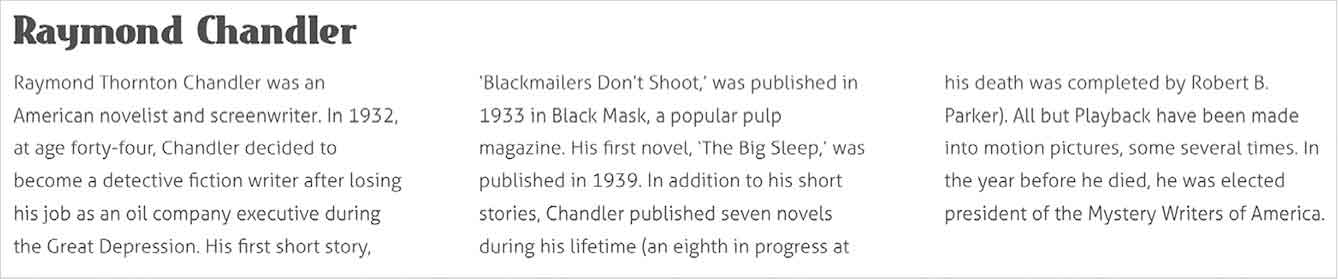 Raymond Chandler
Raymond Thornton Chandler was an
American novelist and screenwriter. In 1932,
at age forty-four, Chandler decided to
become a detective fiction writer after losing
his job as an oil company executive during
the Great Depression. His first short story,
‘Blackmailers Don't Shoot,’ was published in
1933 in Black Mask, a popular pulp
magazine. His first novel, ‘The Big Sleep,’ was
published in 1939. In addition to his short
stories, Chandler published seven novels
during his lifetime (an eighth in progress at
his death was completed by Robert B.
Parker). All but Playback have been made
into motion pictures, some several times. In
the year before he died, he was elected
president of the Mystery Writers of America.